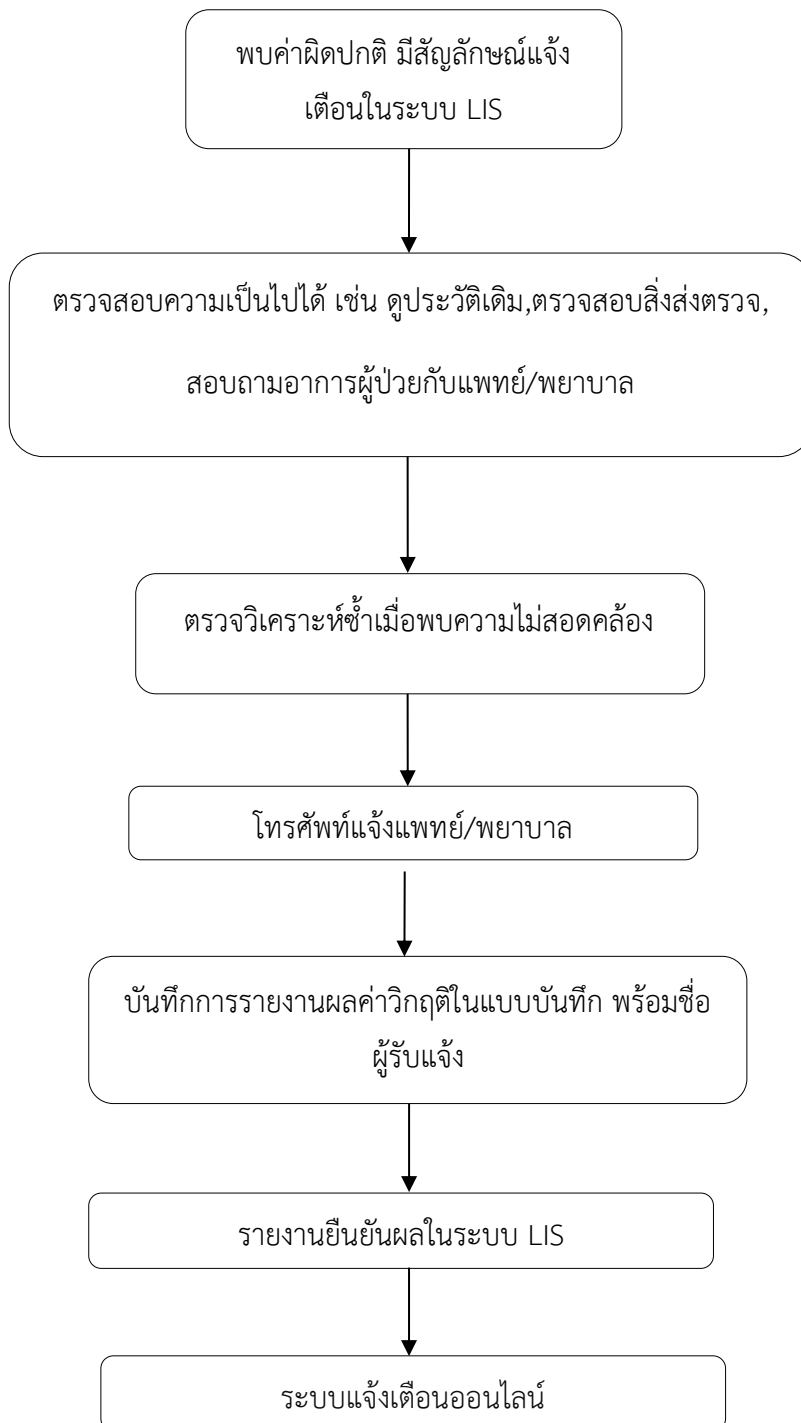 พบค่าผิดปกติ มีสัญลักษณ์แจ้ง
เตือนในระบบ LIS
ตรวจสอบความเป็นไปได้ เช่น ดูประวัติเดิม,ตรวจสอบสิ่งส่งตรวจ,
สอบถามอาการผู้ป่วยกับแพทย์/พยาบาล
ตรวจวิเคราะห์ซ้ำเมื่อพบความไม่สอดคล้อง
โทรศัพท์แจ้งแพทย์/พยาบาล
บันทึกการรายงานผลค่าวิกฤติในแบบบันทึก พร้อมชื่อ
ผู้รับแจ้ง
รายงานยืนยันผลในระบบ LIS
ระบบแจ้งเตือนออนไลน์